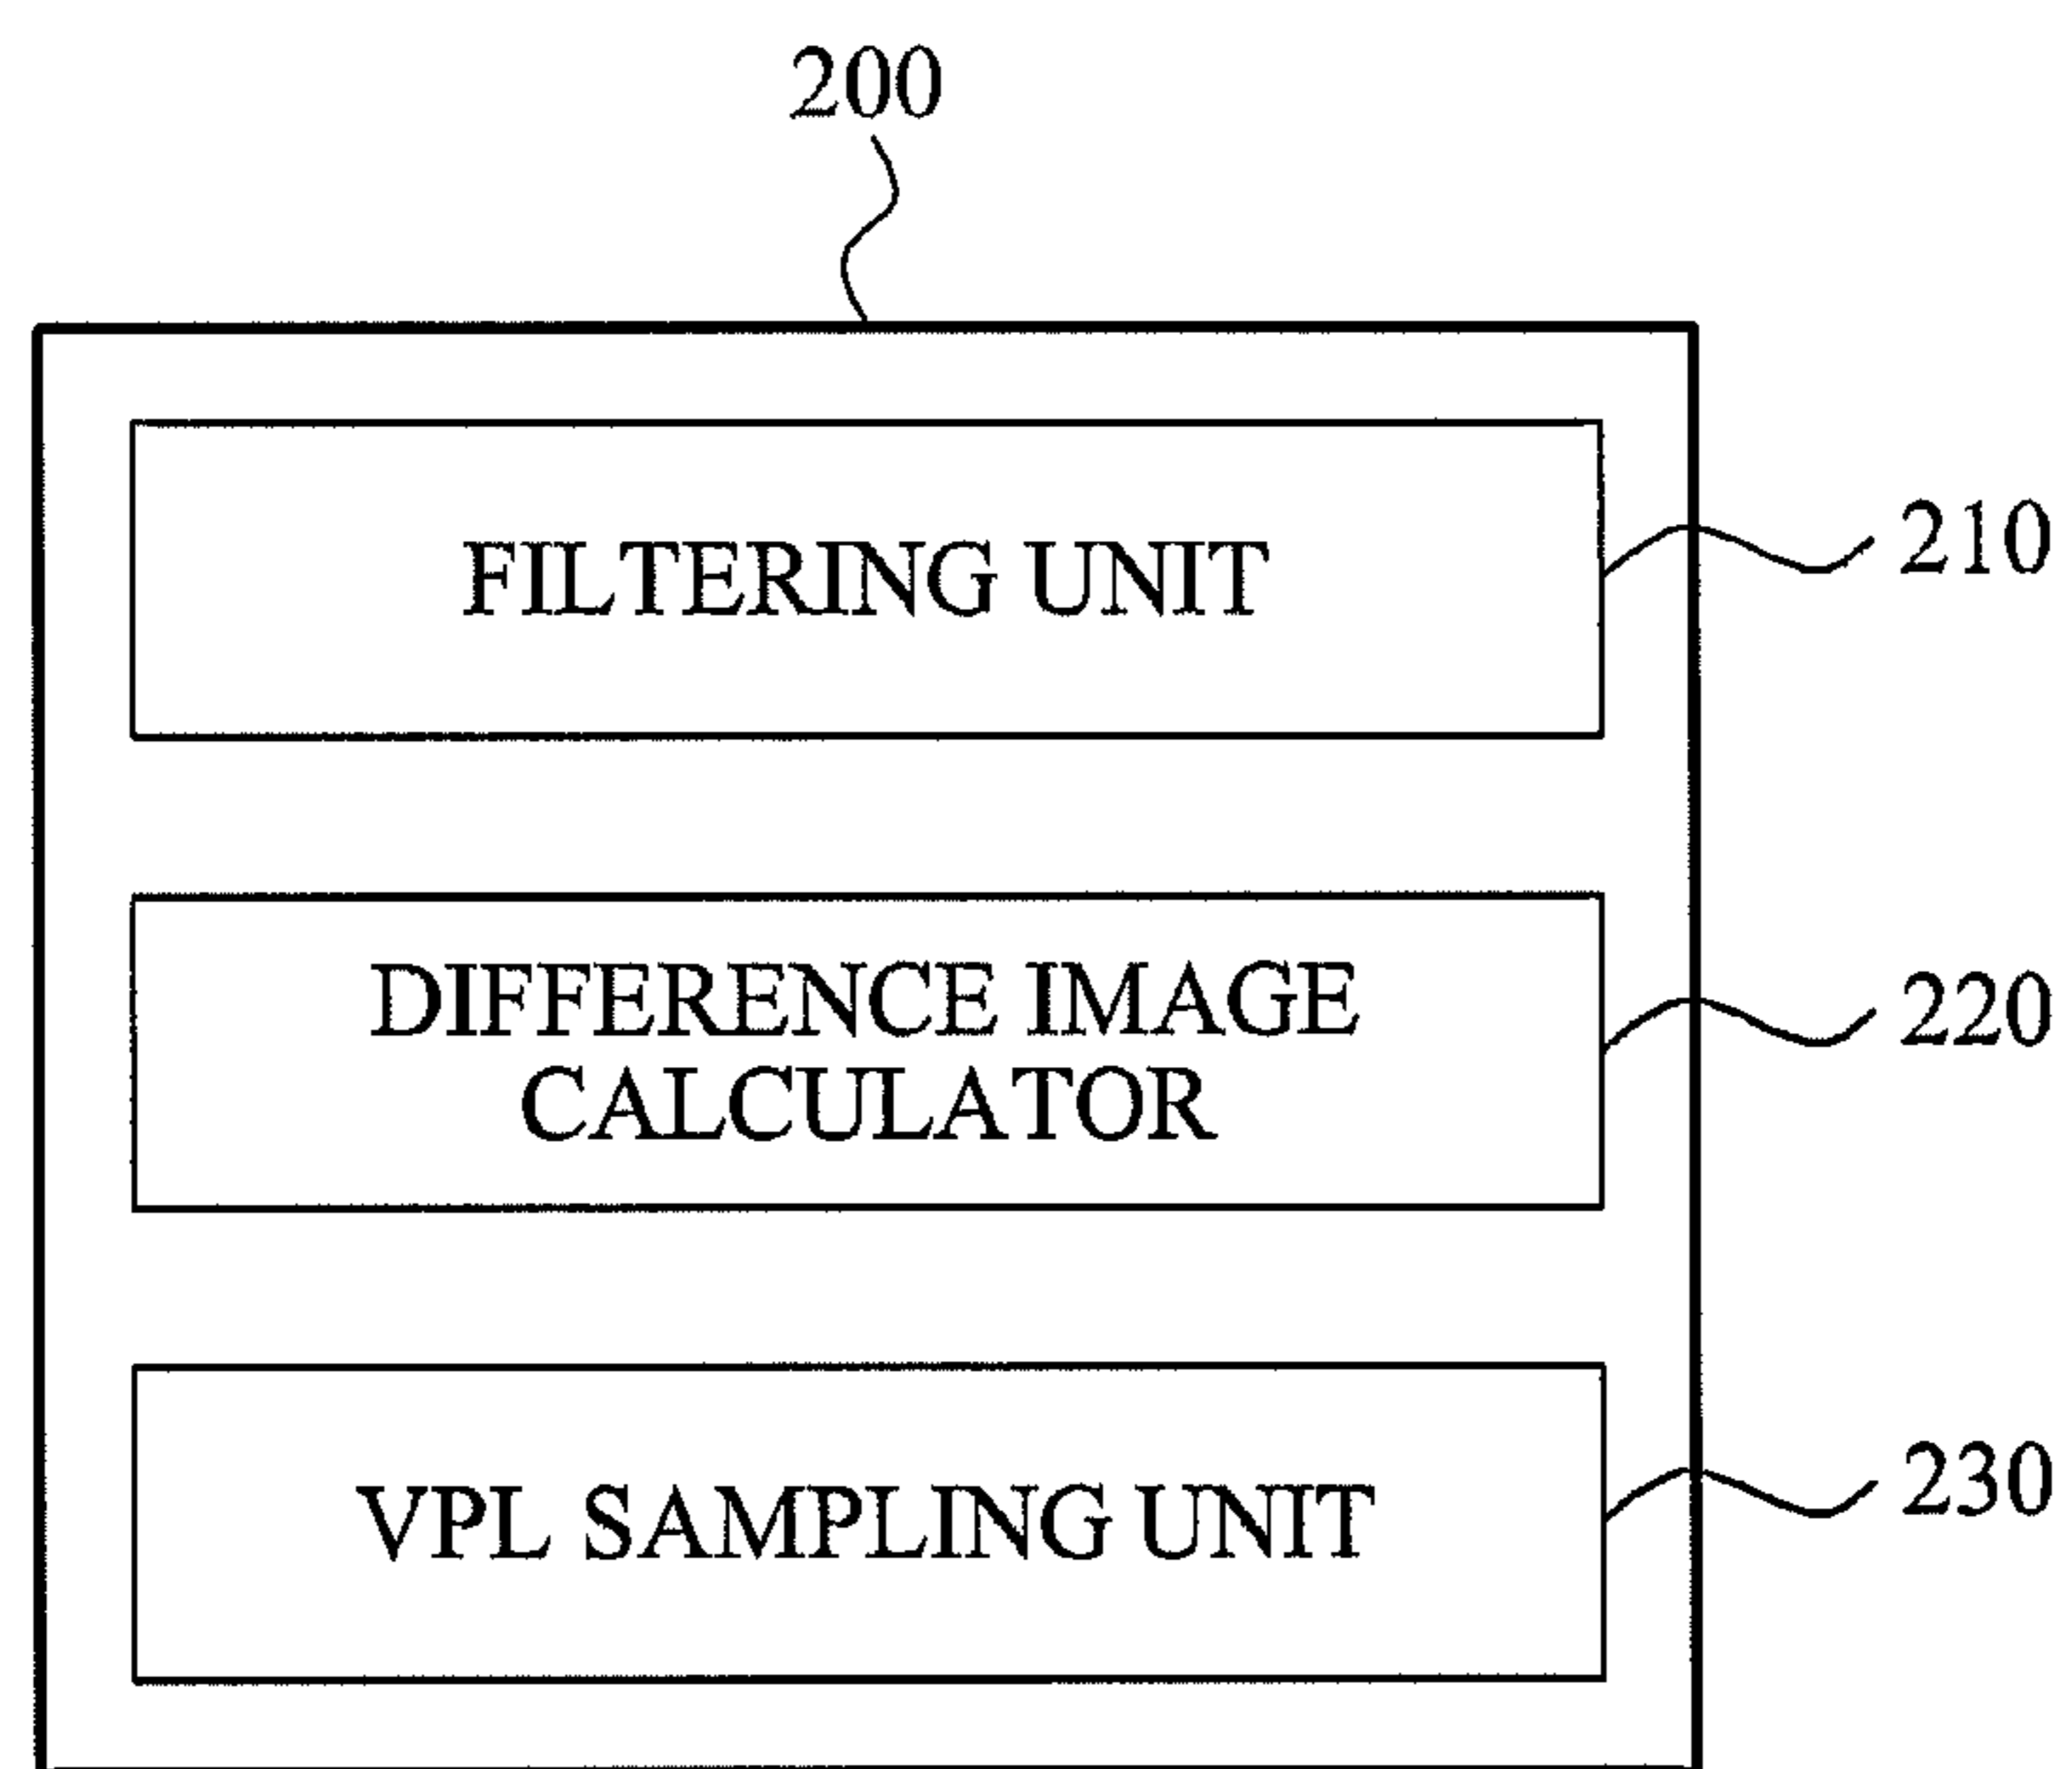 200
FILTERING UNIT
210
DIFFERENCE IMAGE
CALCULATOR
220
VPL SAMPLING UNIT
230